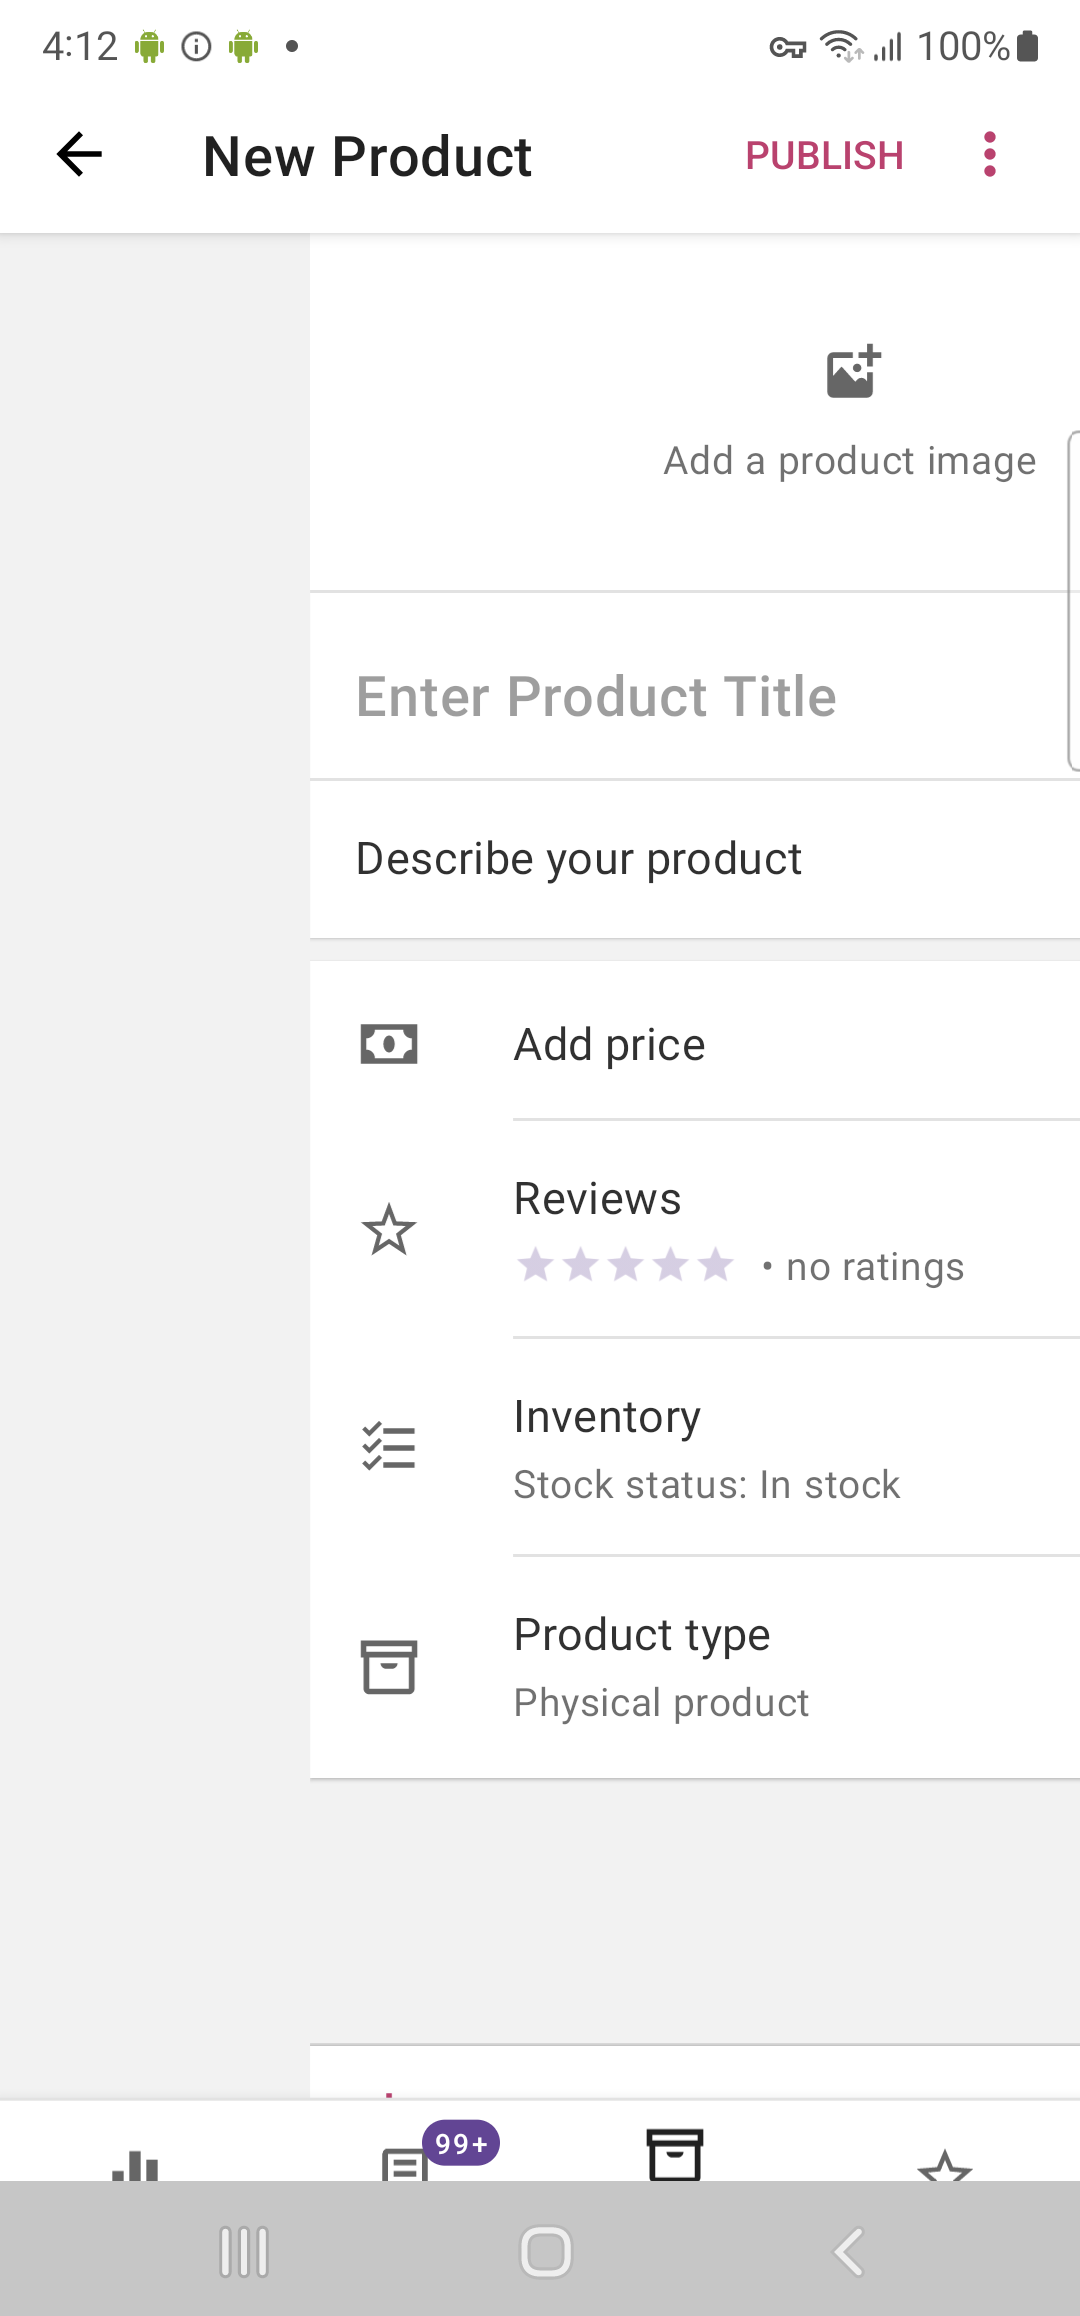 4:12
100%
New Product
PUBLISH
Add a product image
Enter Product Title
Describe your product
Add price
Reviews
• no ratings
Inventory
Stock status: In stock
Product type
Physical product
99+